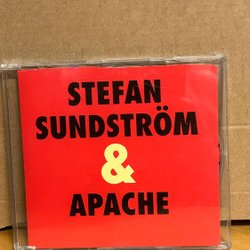 STEFAN
SUNDSTRÖM
&
APACHE